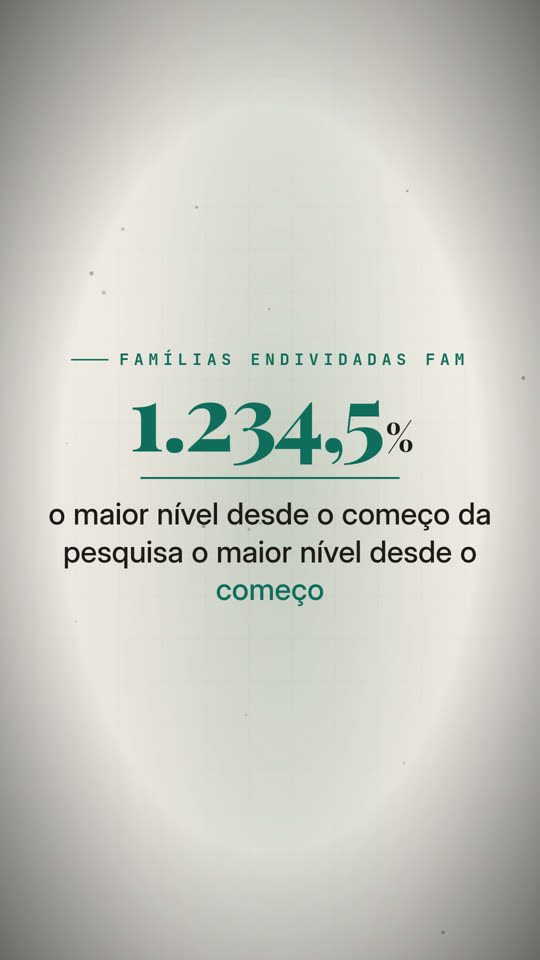 FAMÍLIAS ENDIVIDADAS FAM
1.234,5%
o maior nível desde o começo da
pesquisa o maior nível desde o
começo